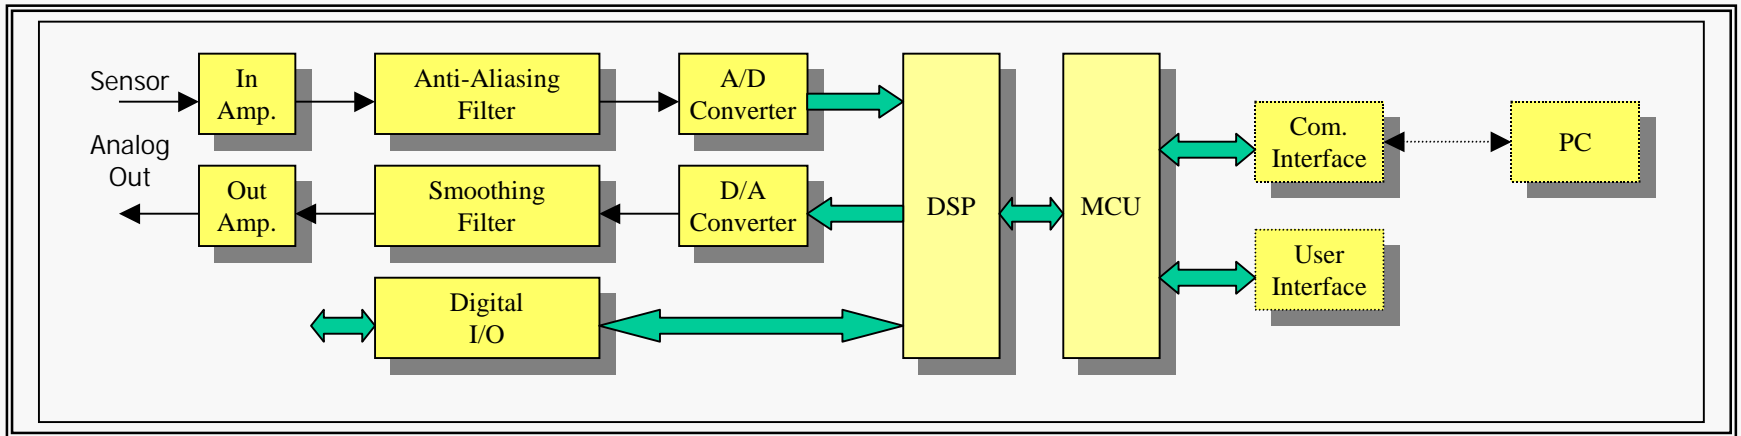 Sensor
In
Amp.
Anti-Aliasing
Filter
A/D
Converter
Analog
Out
Out
Amp.
Smoothing
Filter
D/A
Converter
Digital
I/O
DSP
MCU
Com.
Interface
PC
User
Interface